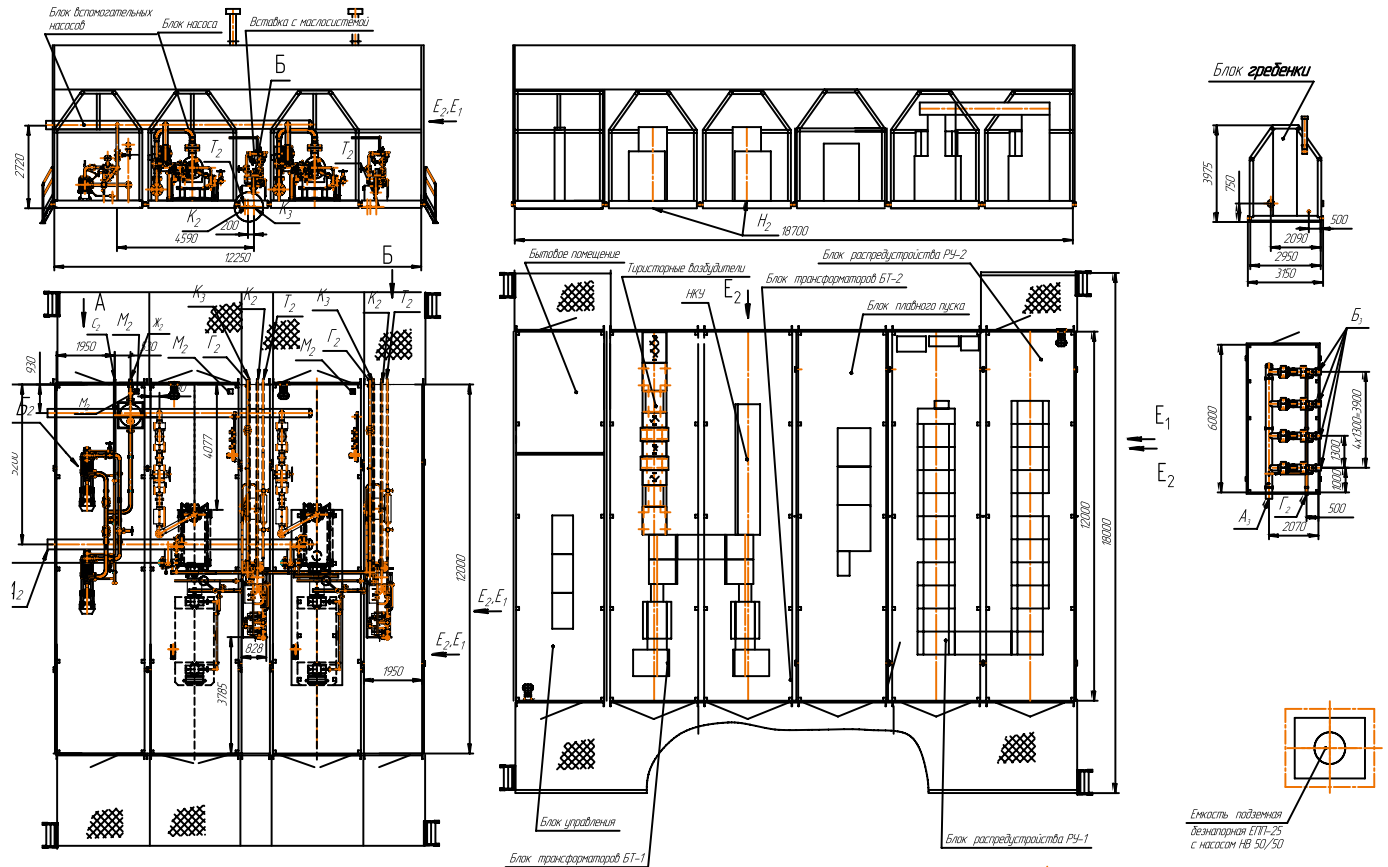 Блок вспомогательных
насосов
Блок насоса
Вставка с маслосистемой
Б
Е2,Е1
Т2
Т2
2720
К2
К3
200
4590
12250
Н2
18700
Блок гребенки
3975
750
500
2090
2950
3150
Б
А
С2
М2
Ж2
К3
К2
Т2
К3
К2
Т2
1950
930
М2
Г2
Г2
М2
М2
Б2
4077
12000
Е2,Е1
Е2,Е1
828
3785
1950
Бытовое помещение
Тиристорные возбудители
НКУ
Е2
Блок трансформаторов БТ-2
Блок распредустройства РУ-2
Блок плавного пуска
Е1
Е2
12000
18000
Блок управления
Блок трансформаторов БТ-1
Блок распредустройства РУ-1
Б3
6000
4х1300=3900
1300
1000
А3
Г2
500
2070
Емкость подземная
безнапорная ЕПП-25
с насосом НВ 50/50